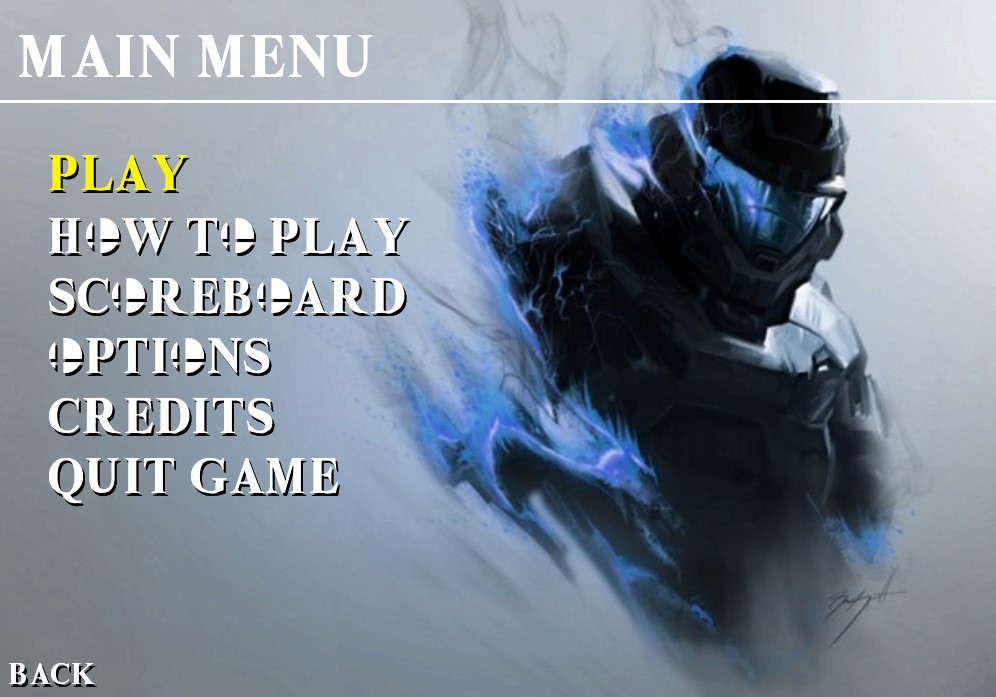 MAIN MENU
PLAY
HOW TO PLAY
SCOREBOARD
OPTIONS
CREDITS
QUIT GAME
BACK